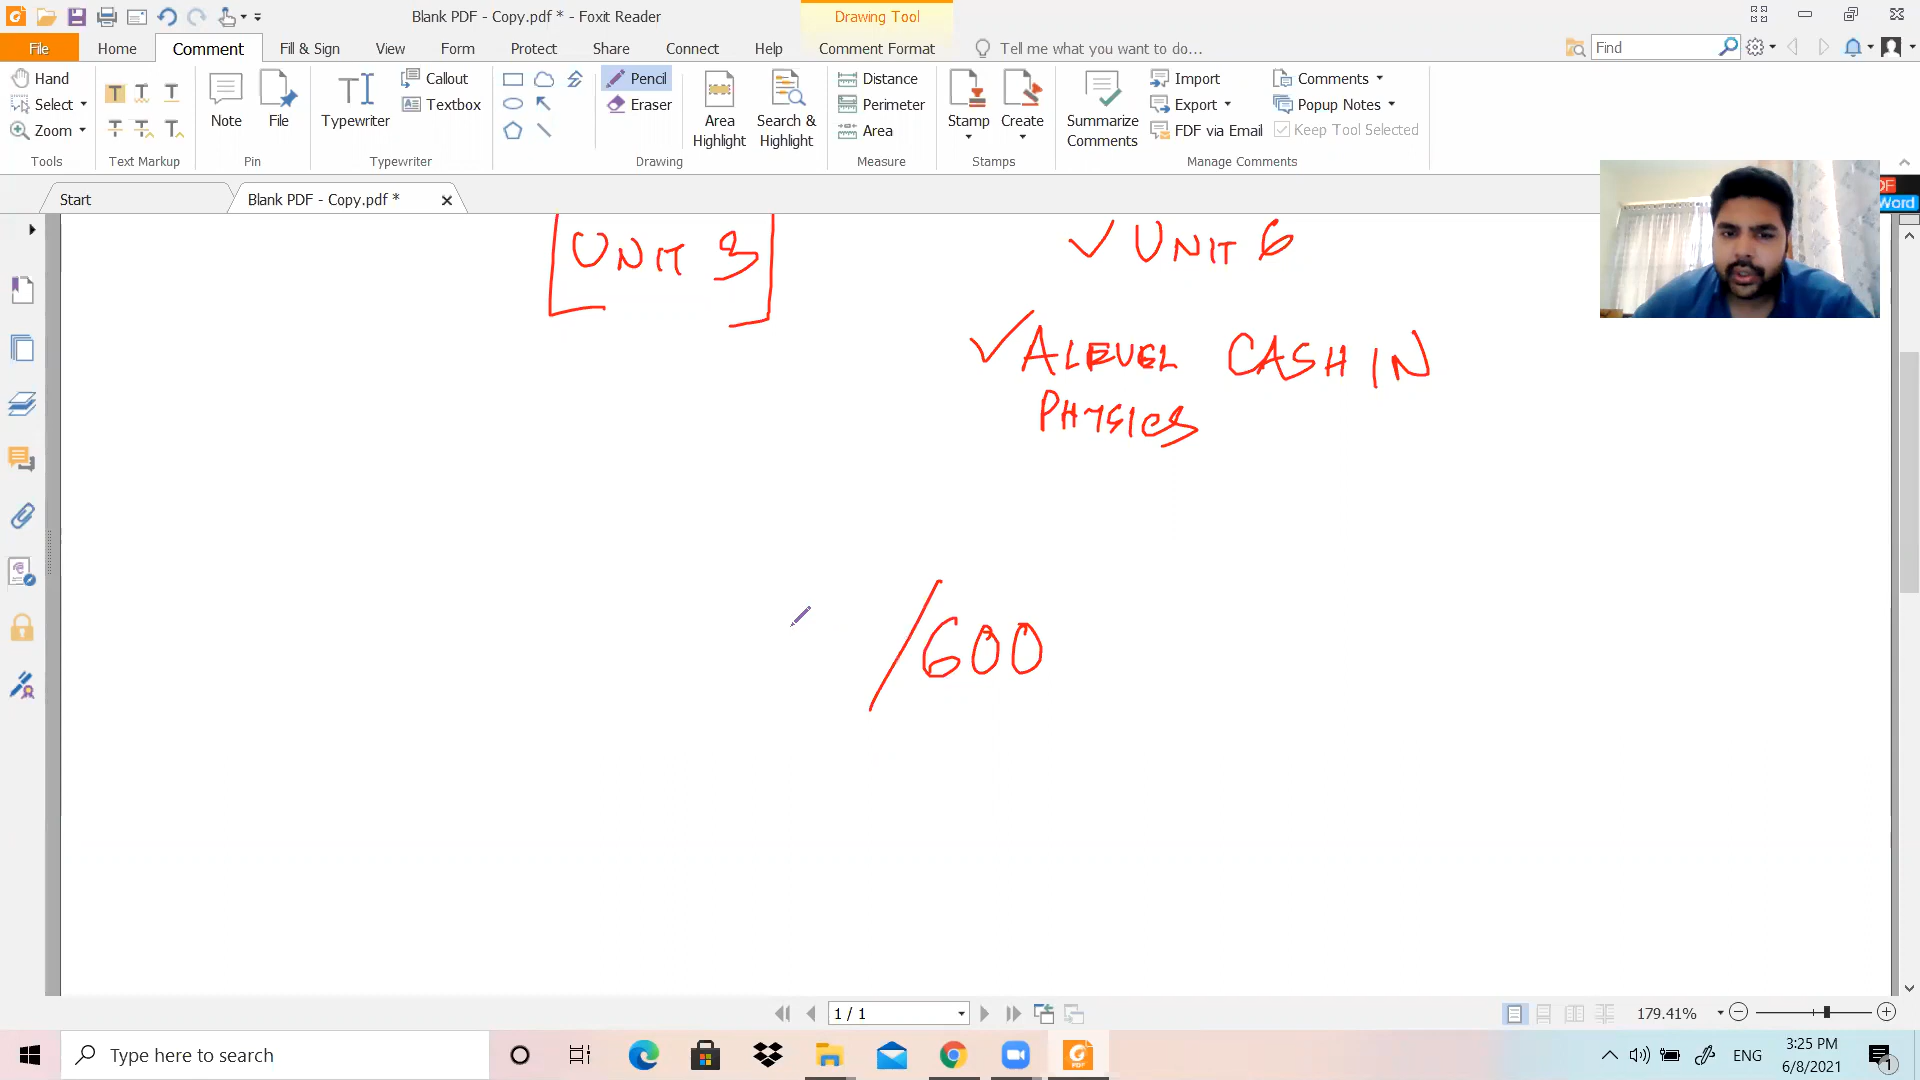 Blank PDF - Copy.pdf * - Foxit Reader
Drawing Tool
File Home Comment Fill & Sign View Form Protect Share Connect Help Comment Format Tell me what you want to do... Find
Hand
Select
Zoom
Tools
Text Markup
Note
File
Pin
Typewriter
Callout
Textbox
Typewriter
Pencil
Eraser
Area Highlight
Search & Highlight
Drawing
Distance
Perimeter
Area
Measure
Stamp
Create
Stamps
Summarize Comments
Import
Export
FDF via Email
Comments
Popup Notes
Keep Tool Selected
Manage Comments
Start
Blank PDF - Copy.pdf *
Word
UNIT 3
UNIT 6
A LEVEL CASH IN
PHYSICS
/600
1 / 1
179.41%
Type here to search
ENG
3:25 PM
6/8/2021
1